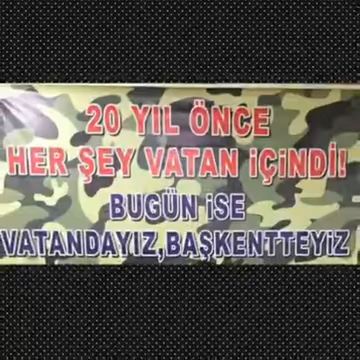 20 YIL ÖNCE
HER ŞEY VATAN İÇİNDİ!
BUGÜN İSE
VATANDAYIZ,BAŞKENTTEYİZ